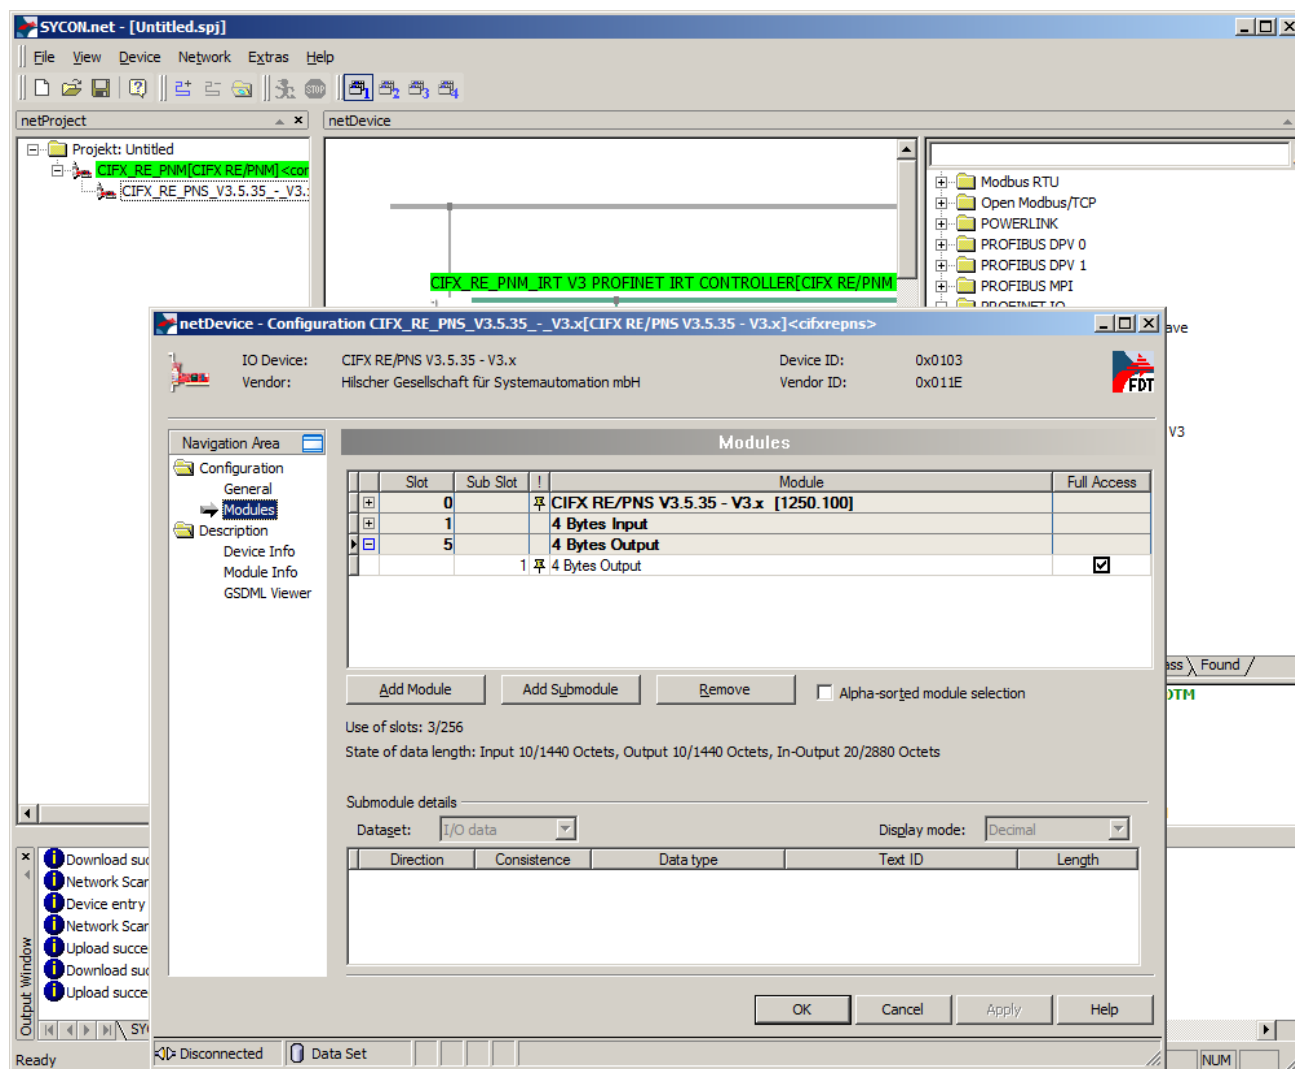 SYCON.net - [Untitled.spj]
File View Device Network Extras Help
netProject
netDevice
Projekt: Untitled
CIFX_RE_PNM[CIFX RE/PNM]<cor
CIFX_RE_PNS_V3.5.35_-_V3.
CIFX_RE_PNM_IRT V3 PROFINET IRT CONTROLLER[CIFX RE/PNM
Modbus RTU
Open Modbus/TCP
POWERLINK
PROFIBUS DPV 0
PROFIBUS DPV 1
PROFIBUS MPI
PROFINET IO
ave
V3
ass Found
DTM
netDevice - Configuration CIFX_RE_PNS_V3.5.35_-_V3.x[CIFX RE/PNS V3.5.35 - V3.x]<cifxrepns>
IO Device: CIFX RE/PNS V3.5.35 - V3.x Device ID: 0x0103
Vendor: Hilscher Gesellschaft für Systemautomation mbH Vendor ID: 0x011E
FDT
Navigation Area
Configuration
General
Modules
Description
Device Info
Module Info
GSDML Viewer
Modules
Slot Sub Slot ! Module Full Access
0 CIFX RE/PNS V3.5.35 - V3.x [1250.100]
1 4 Bytes Input
5 4 Bytes Output
1 4 Bytes Output
Add Module Add Submodule Remove Alpha-sorted module selection
Use of slots: 3/256
State of data length: Input 10/1440 Octets, Output 10/1440 Octets, In-Output 20/2880 Octets
Submodule details
Dataset: I/O data Display mode: Decimal
Direction Consistence Data type Text ID Length
OK Cancel Apply Help
Disconnected Data Set
Output Window
Download suc
Network Scar
Device entry
Network Scar
Upload succe
Download suc
Upload succe
SY
Ready
NUM